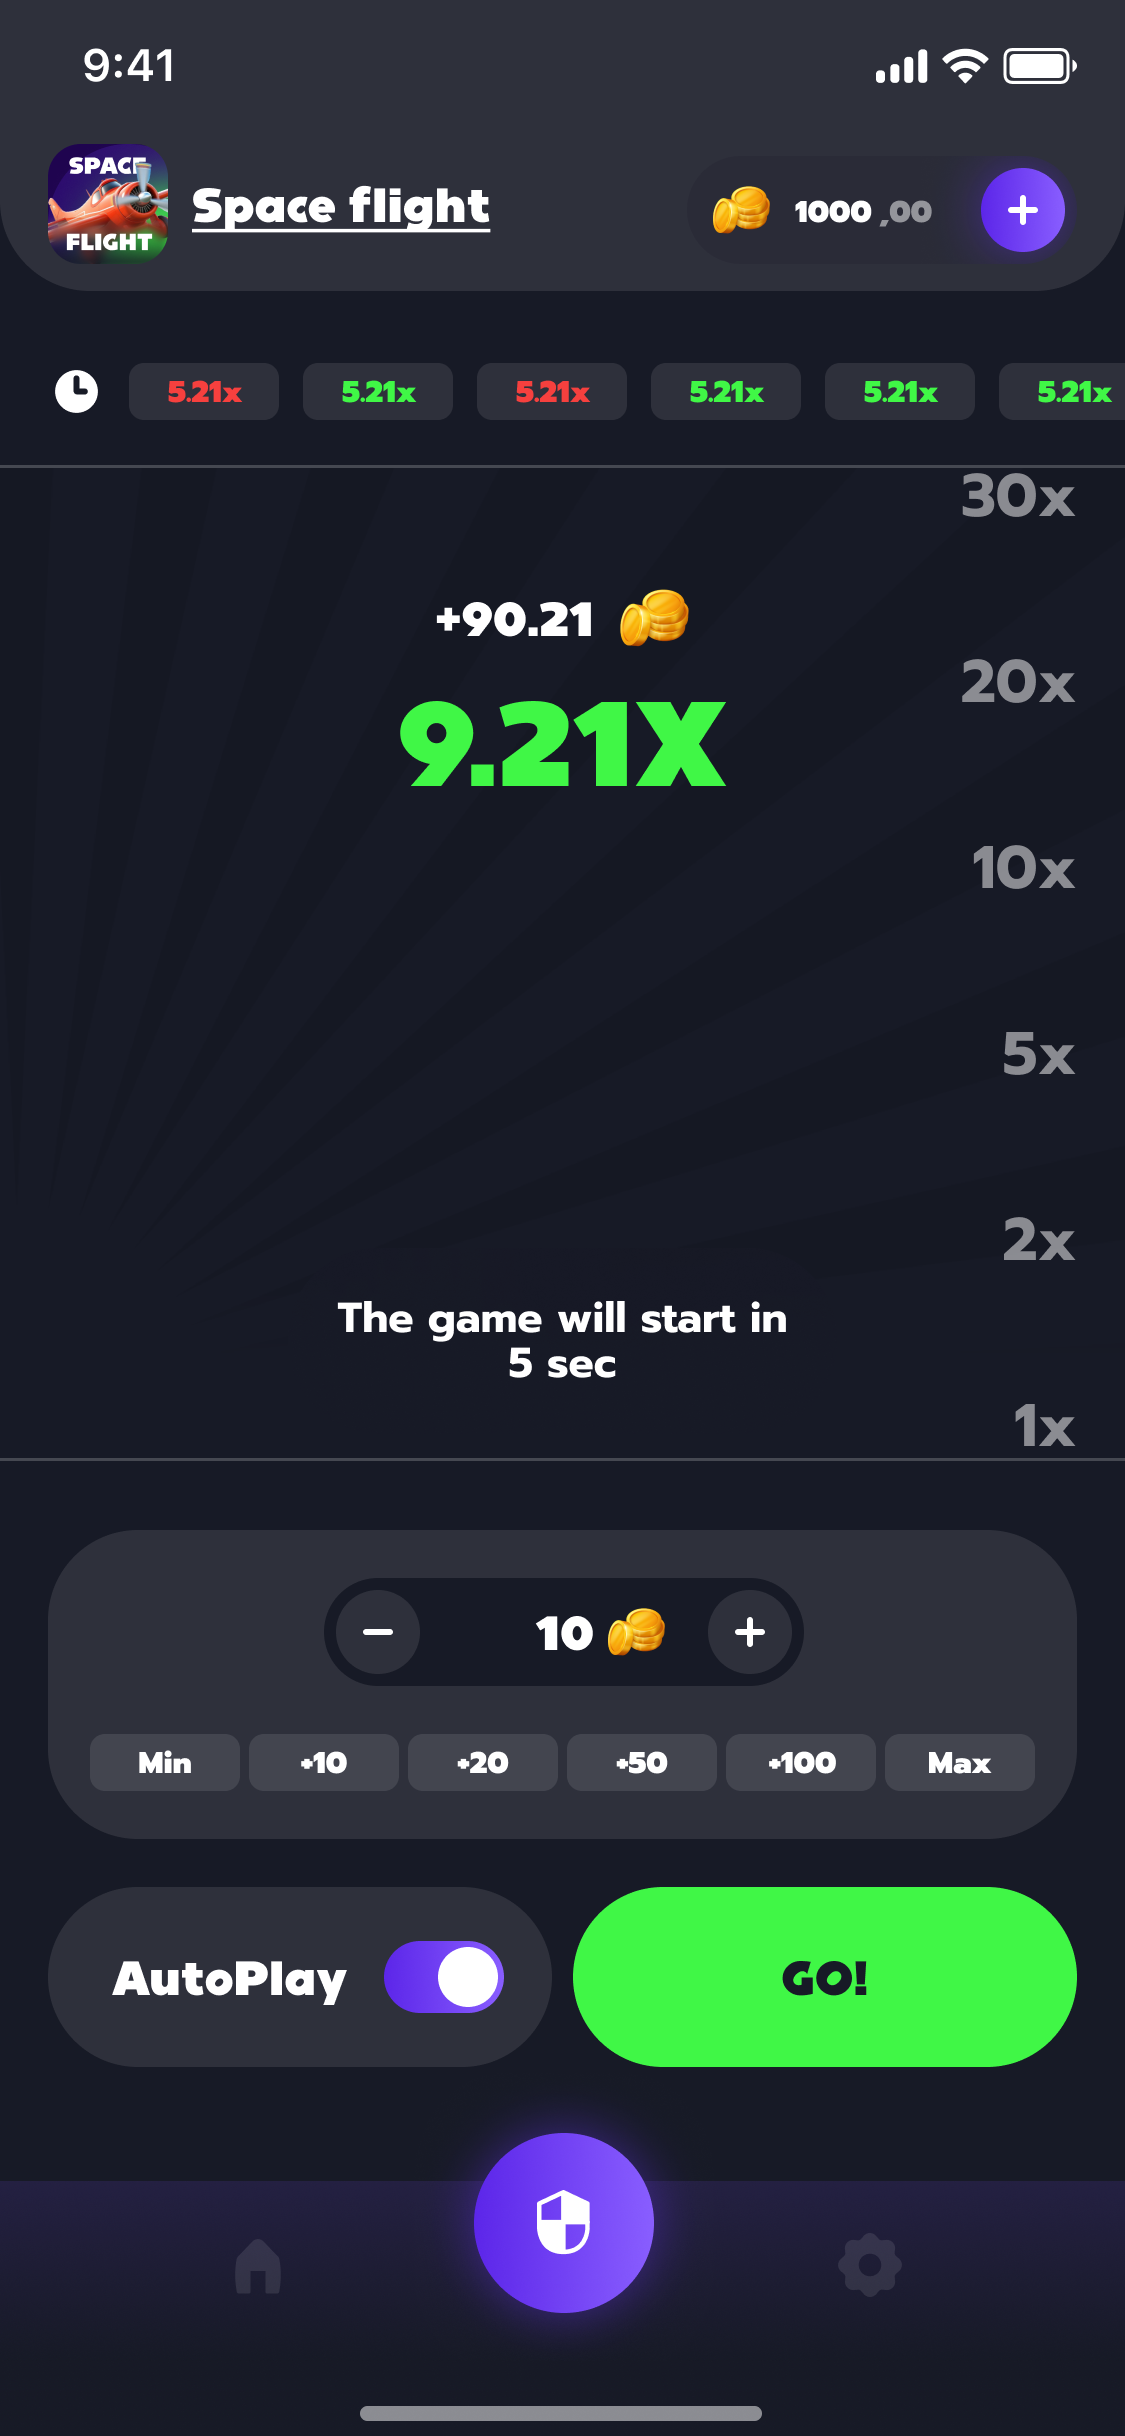 9:41
SPACE
FLIGHT
Space flight
1000 ,00
5.21x 5.21x 5.21x 5.21x 5.21x 5.21x
30x
+90.21
20x
9.21X
10x
5x
2x
The game will start in
5 sec
1x
10
Min +10 +20 +50 +100 Max
AutoPlay
GO!